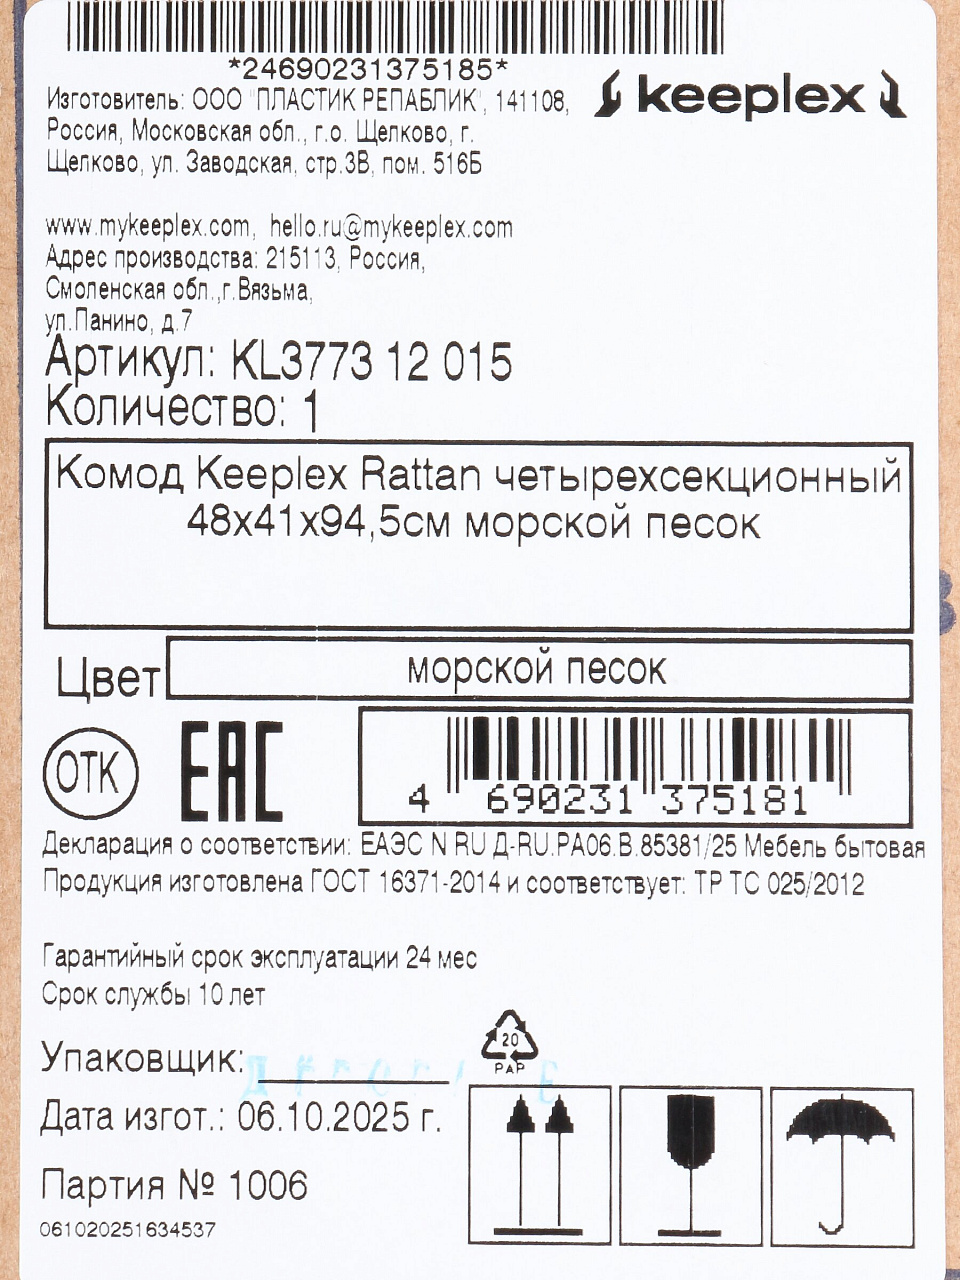 *24690231375185*
keeplex
Изготовитель: ООО "ПЛАСТИК РЕПАБЛИК", 141108,
Россия, Московская обл., г.о. Щелково, г.
Щелково, ул. Заводская, стр.3В, пом. 516Б
www.mykeeplex.com, hello.ru@mykeeplex.com
Адрес производства: 215113, Россия,
Смоленская обл.,г.Вязьма,
ул.Панино, д.7
Артикул: KL3773 12 015
Количество: 1
Комод Keeplex Rattan четырехсекционный
48х41х94,5см морской песок
Цвет морской песок
ОТК EAC
4 690231 375181
Декларация о соответствии: ЕАЭС N RU Д-RU.РА06.В.85381/25 Мебель бытовая
Продукция изготовлена ГОСТ 16371-2014 и соответствует: ТР ТС 025/2012
Гарантийный срок эксплуатации 24 мес
Срок службы 10 лет
20
PAP
Упаковщик:
Дата изгот.: 06.10.2025 г.
Партия № 1006
061020251634537